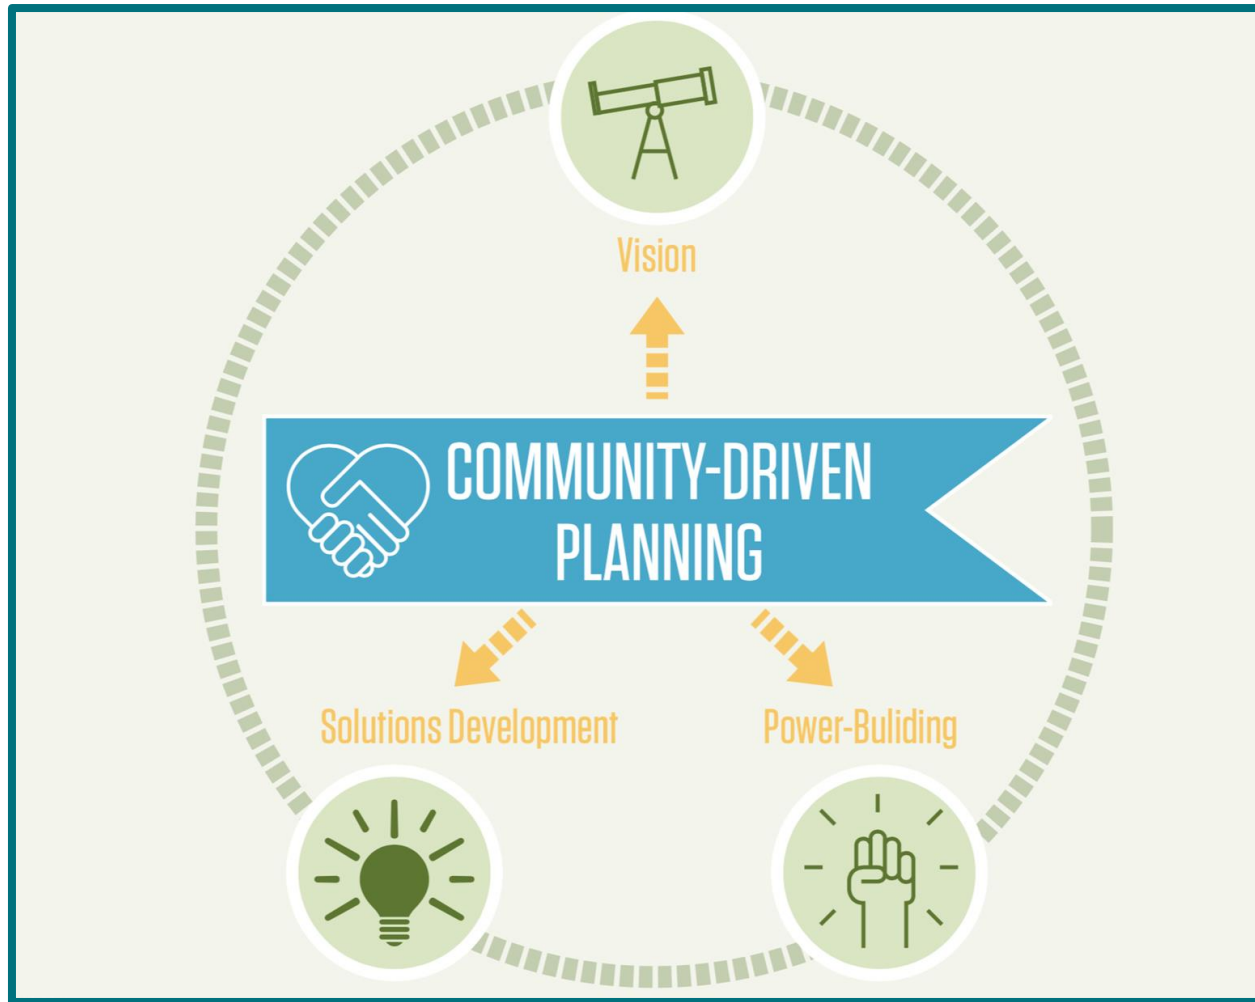 Vision
COMMUNITY-DRIVEN
PLANNING
Solutions Development
Power-Buliding